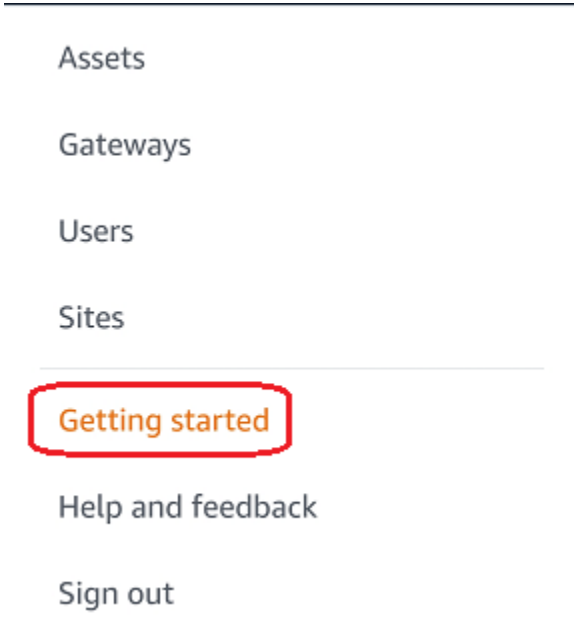 Assets
Gateways
Users
Sites
Getting started
Help and feedback
Sign out